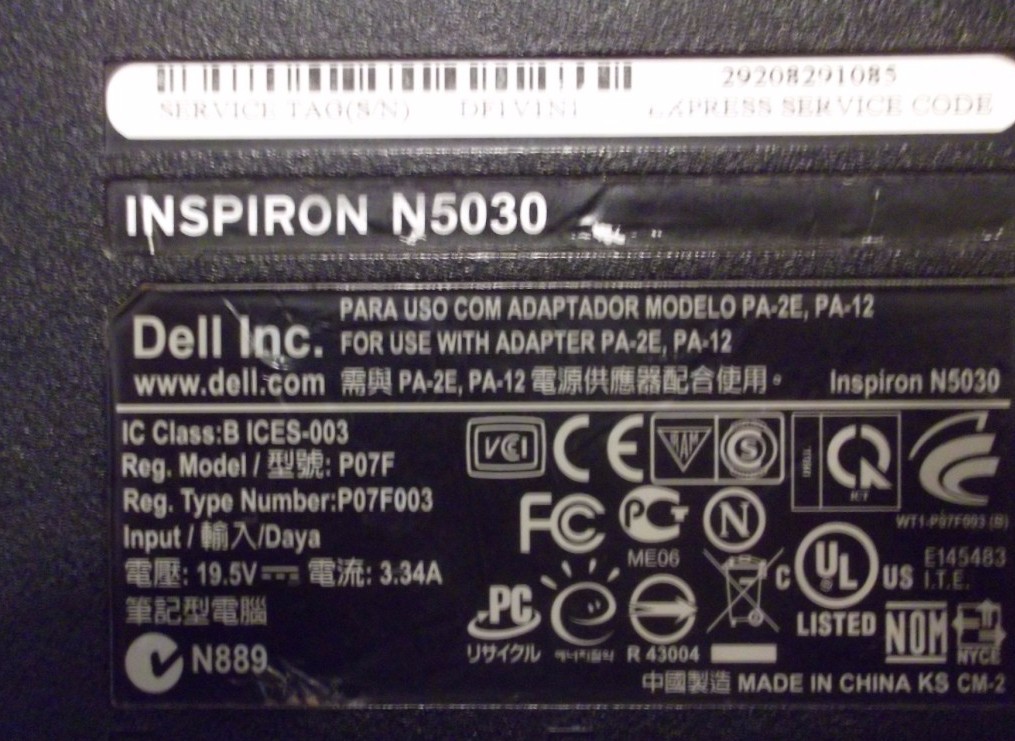 29208291085
SERVICE TAG(S/N) DF1V1N1 EXPRESS SERVICE CODE
INSPIRON N5030
PARA USO COM ADAPTADOR MODELO PA-2E, PA-12
Dell Inc. FOR USE WITH ADAPTER PA-2E, PA-12
www.dell.com 需與 PA-2E, PA-12 電源供應器配合使用。 Inspiron N5030
IC Class:B ICES-003
Reg. Model / 型號: P07F
Reg. Type Number:P07F003
Input / 輸入/Daya
電壓: 19.5V 電流: 3.34A
筆記型電腦
N889
VCI CE S
WT1-P07F003 (B)
FC N
ME06
C UL US E145483
I.T.E.
LISTED
PC
リサイクル R 43004
NOM NYCE
中國製造 MADE IN CHINA KS CM-2